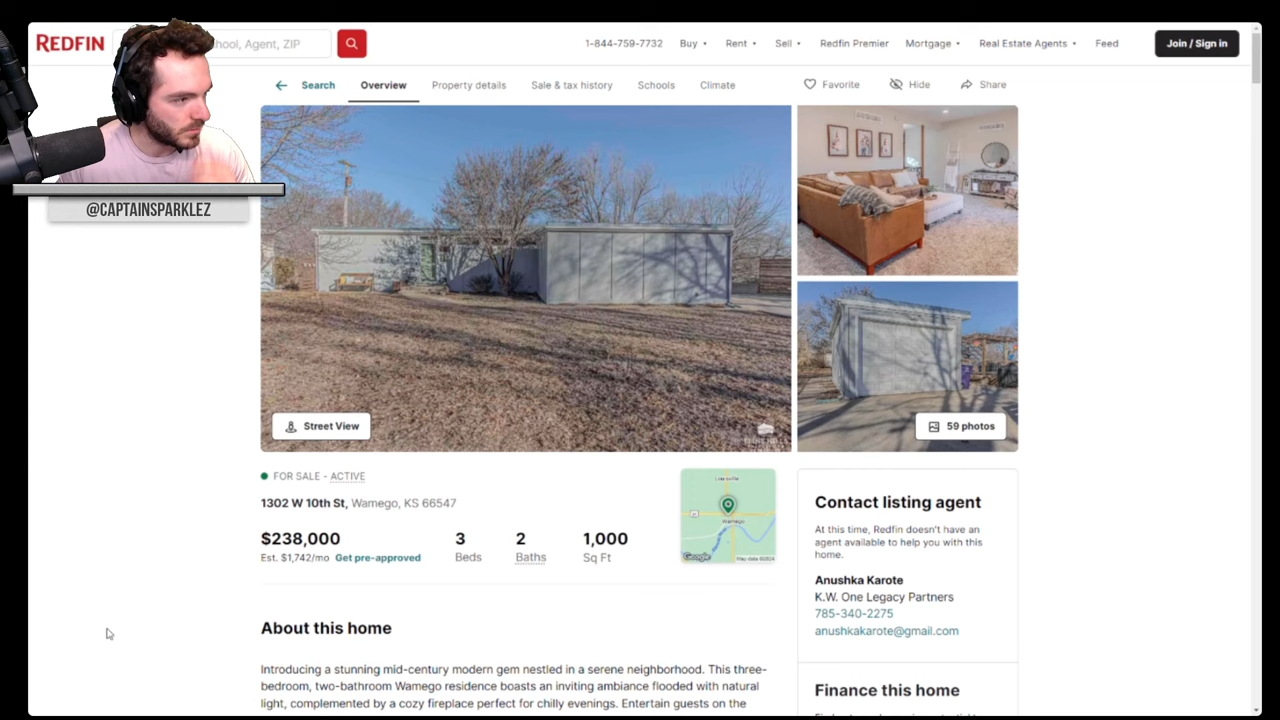 REDFIN
hool, Agent, ZIP
1-844-759-7732 Buy Rent Sell Redfin Premier Mortgage Real Estate Agents Feed Join / Sign in
Search Overview Property details Sale & tax history Schools Climate Favorite Hide Share
@CAPTAINSPARKLEZ
Street View
59 photos
FOR SALE - ACTIVE
1302 W 10th St, Wamego, KS 66547
$238,000
Est. $1,742/mo Get pre-approved
3
Beds
2
Baths
1,000
Sq Ft
Louisville
Wamego
Google
Map data ©2024
About this home
Introducing a stunning mid-century modern gem nestled in a serene neighborhood. This three-
bedroom, two-bathroom Wamego residence boasts an inviting ambiance flooded with natural
light, complemented by a cozy fireplace perfect for chilly evenings. Entertain guests on the
Contact listing agent
At this time, Redfin doesn't have an
agent available to help you with this
home.
Anushka Karote
K.W. One Legacy Partners
785-340-2275
anushkakarote@gmail.com
Finance this home